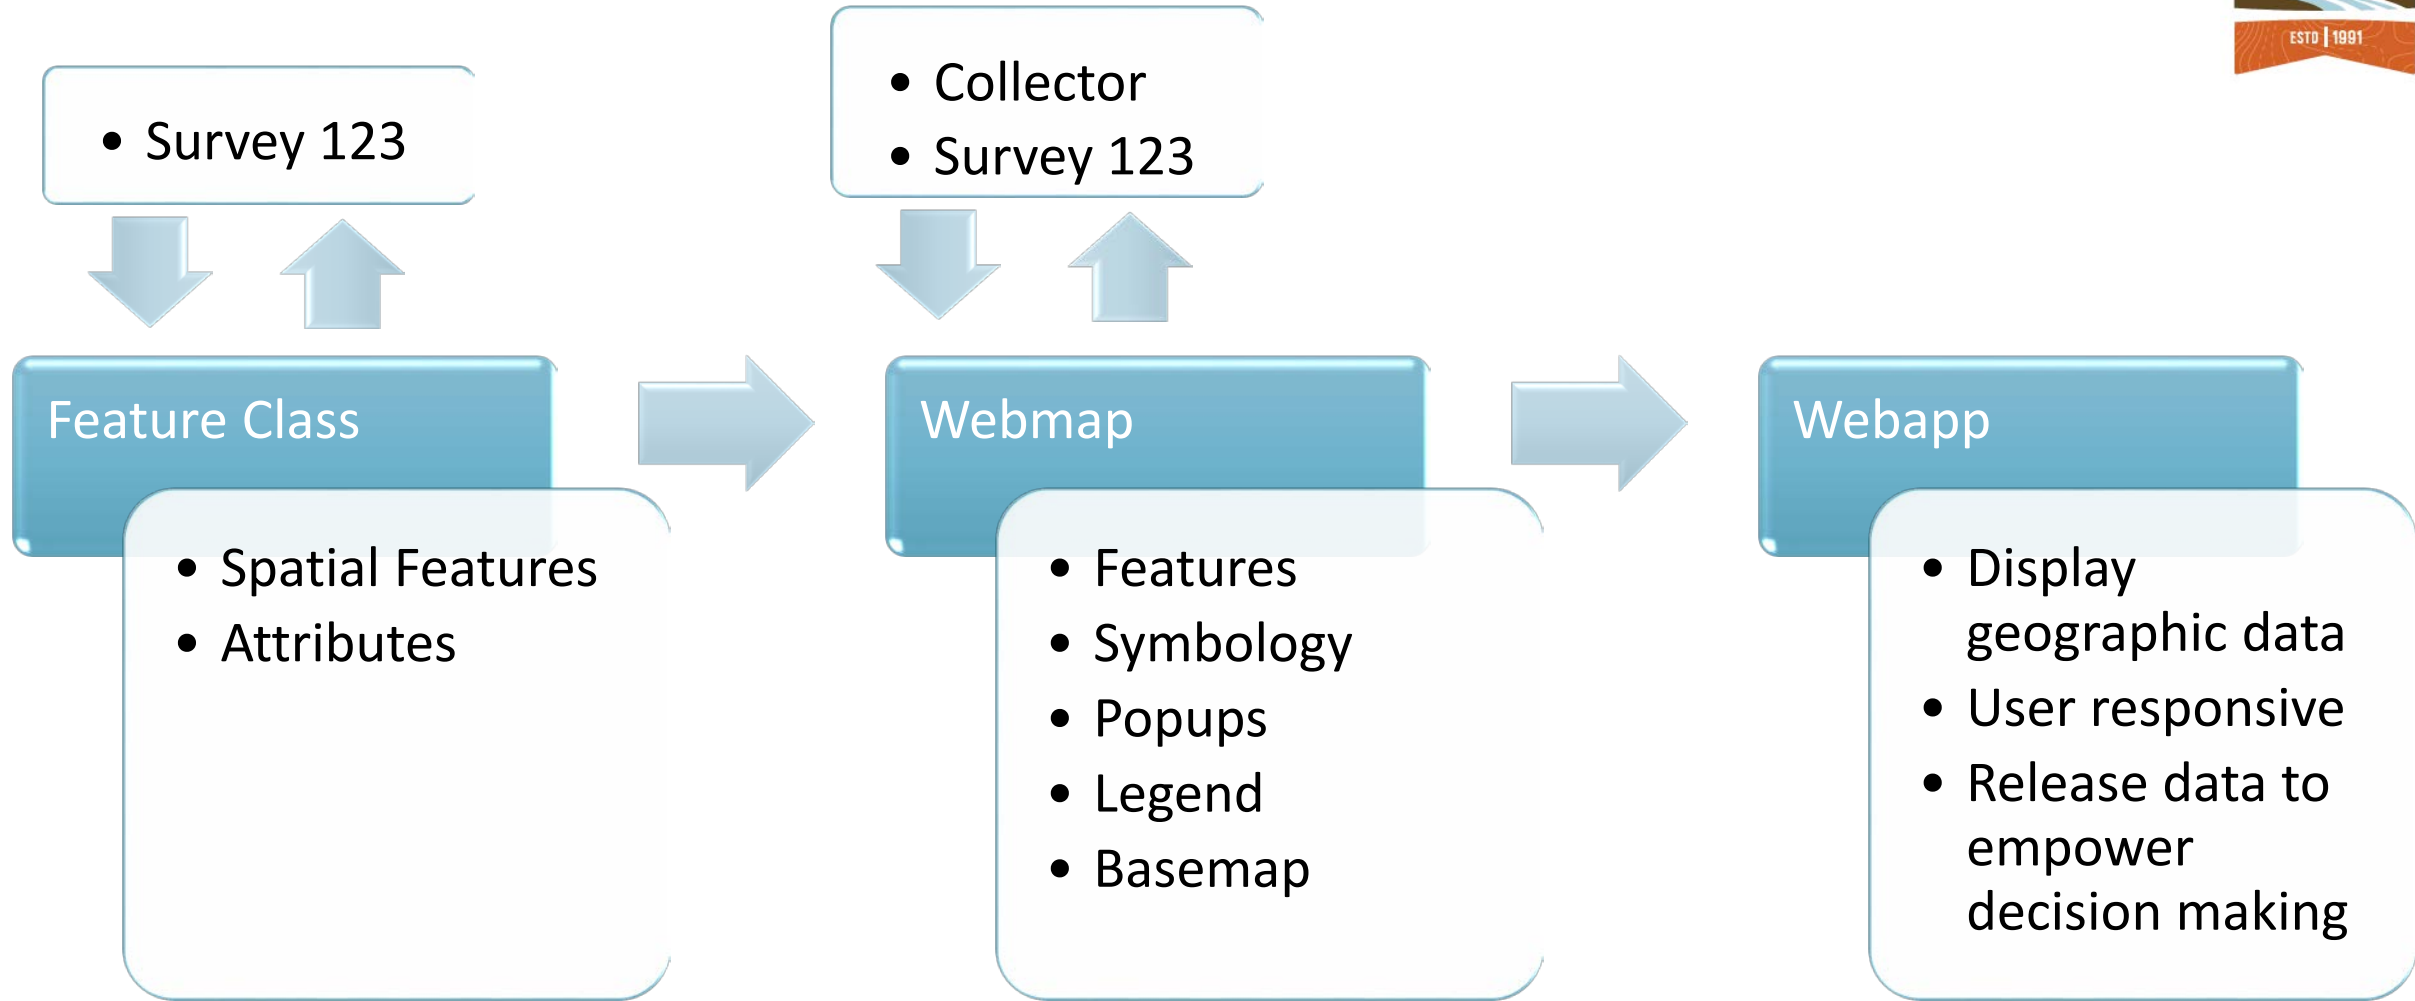 ESTD | 1991
• Survey 123
• Collector
• Survey 123
Feature Class
• Spatial Features
• Attributes
Webmap
• Features
• Symbology
• Popups
• Legend
• Basemap
Webapp
• Display
geographic data
• User responsive
• Release data to
empower
decision making